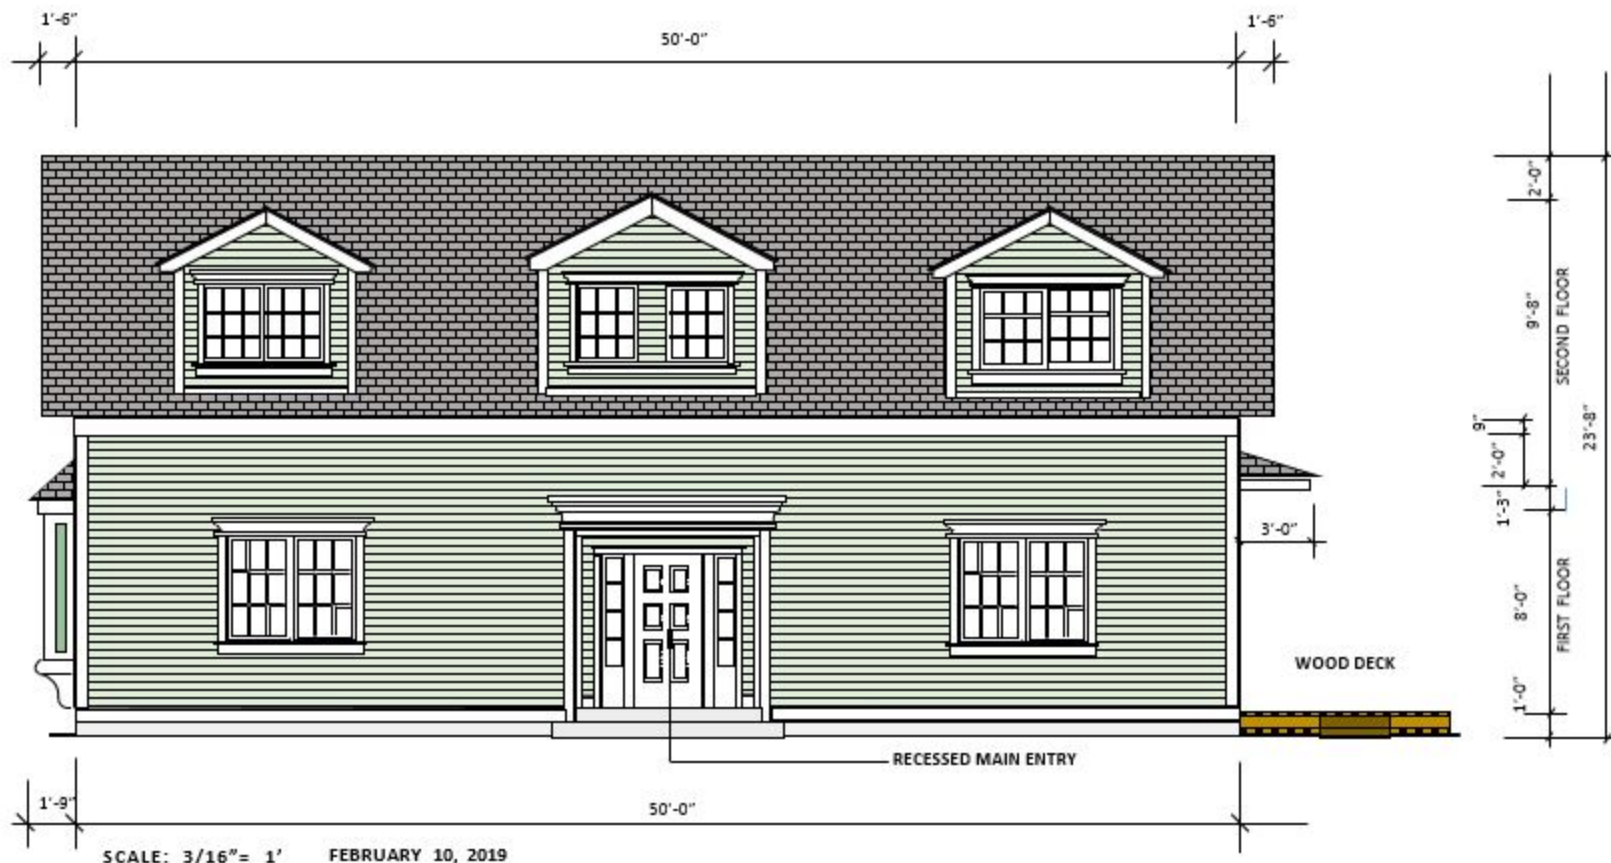 1'-6"
50'-0"
1'-6"
2'-0"
9'-8"
SECOND FLOOR
23'-8"
9"
2'-0"
1'-3"
3'-0"
8'-0"
FIRST FLOOR
WOOD DECK
1'-0"
RECESSED MAIN ENTRY
1'-9"
50'-0"
SCALE: 3/16"= 1' FEBRUARY 10, 2019